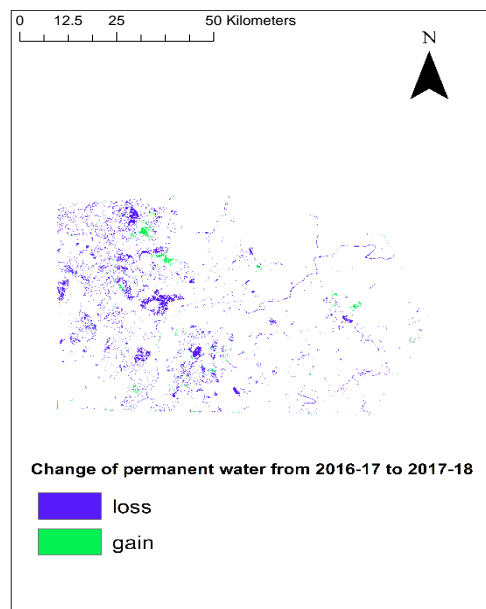 0 12.5 25 50 Kilometers
N
Change of permanent water from 2016-17 to 2017-18
loss
gain